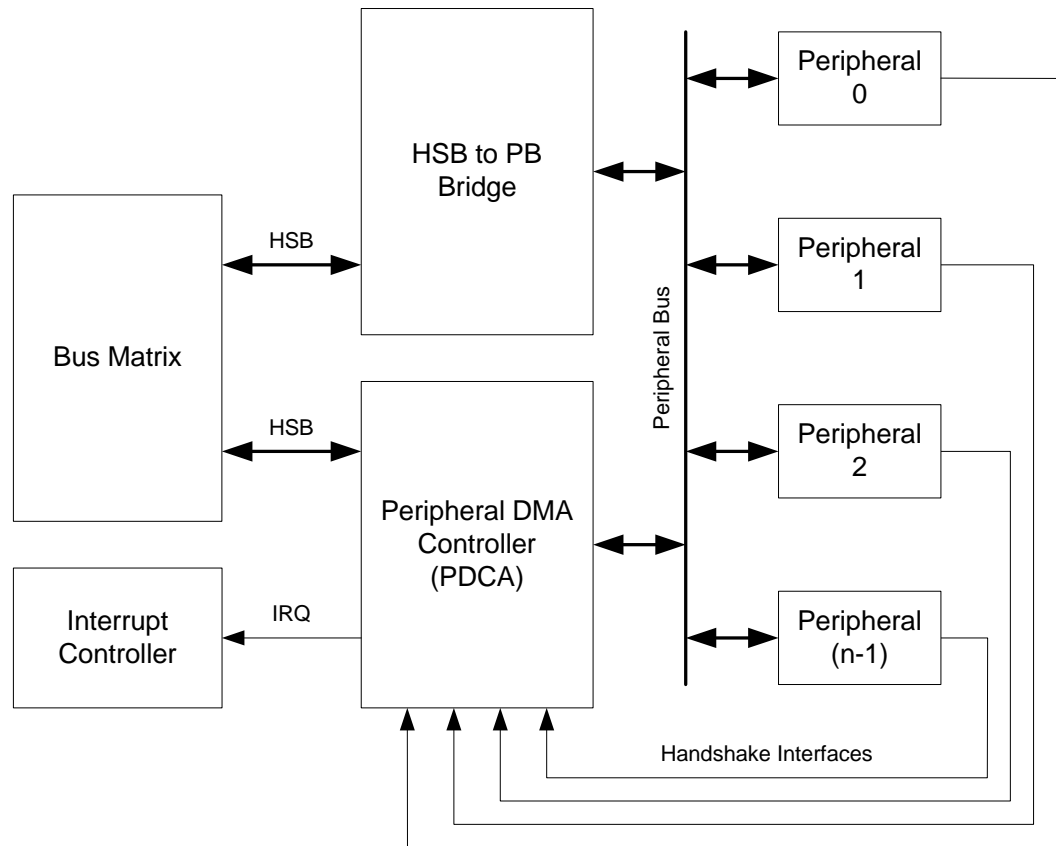 Peripheral
0
HSB to PB
Bridge
HSB
Peripheral
1
Bus Matrix
Peripheral Bus
HSB
Peripheral
2
Peripheral DMA
Controller
(PDCA)
Interrupt
Controller
IRQ
Peripheral
(n-1)
Handshake Interfaces